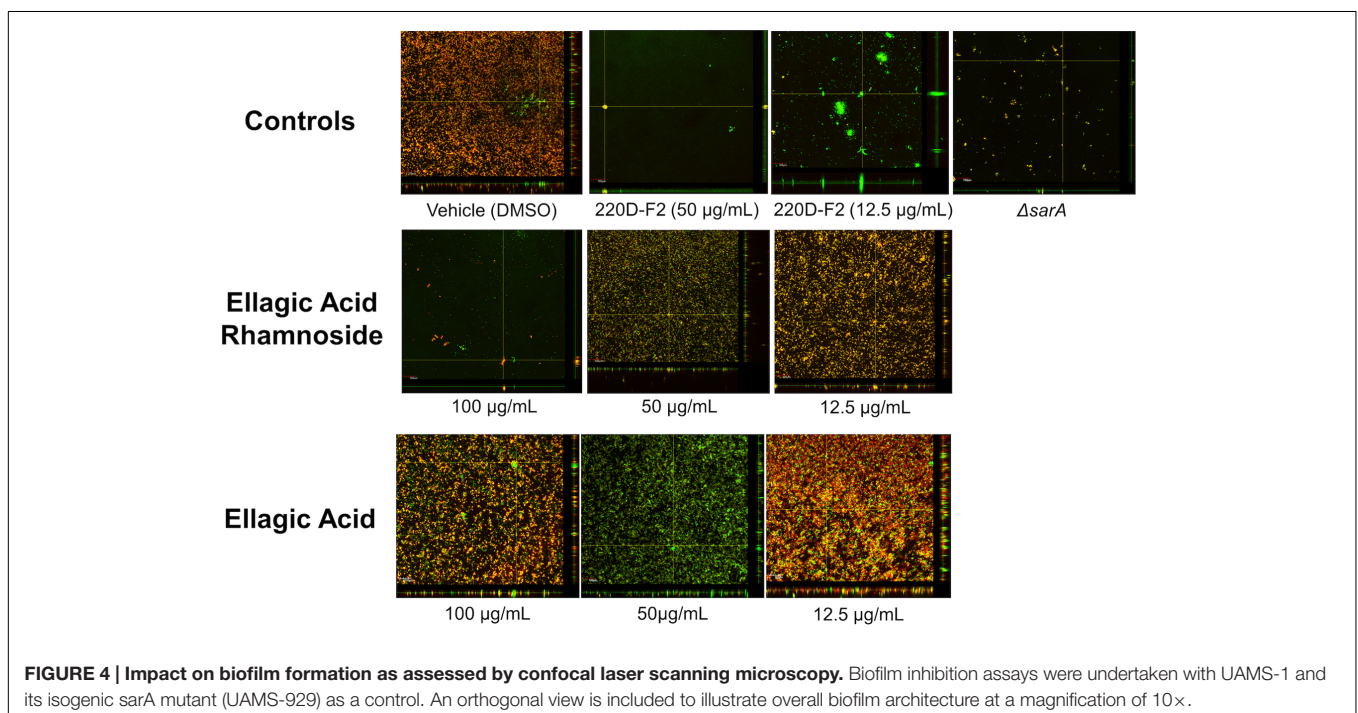 Controls
Vehicle (DMSO)
220D-F2 (50 µg/mL)
220D-F2 (12.5 µg/mL)
ΔsarA
Ellagic Acid
Rhamnoside
100 µg/mL
50 µg/mL
12.5 µg/mL
Ellagic Acid
100 µg/mL
50µg/mL
12.5 µg/mL
FIGURE 4 | Impact on biofilm formation as assessed by confocal laser scanning microscopy. Biofilm inhibition assays were undertaken with UAMS-1 and
its isogenic sarA mutant (UAMS-929) as a control. An orthogonal view is included to illustrate overall biofilm architecture at a magnification of 10×.